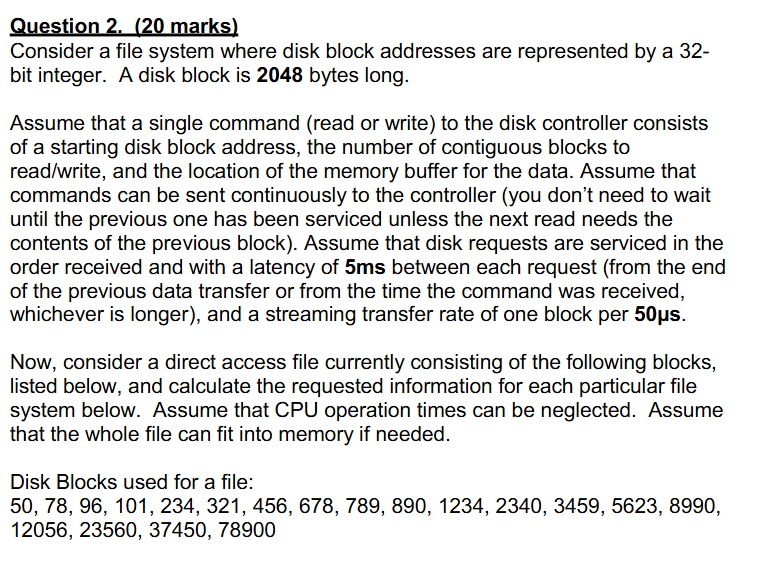 Question 2.  (20 marks)
Consider a file system where disk block addresses are represented by a 32-
bit integer.  A disk block is 2048 bytes long.
Assume that a single command (read or write) to the disk controller consists
of a starting disk block address, the number of contiguous blocks to
read/write, and the location of the memory buffer for the data. Assume that
commands can be sent continuously to the controller (you don’t need to wait
until the previous one has been serviced unless the next read needs the
contents of the previous block). Assume that disk requests are serviced in the
order received and with a latency of 5ms between each request (from the end
of the previous data transfer or from the time the command was received,
whichever is longer), and a streaming transfer rate of one block per 50µs.
Now, consider a direct access file currently consisting of the following blocks,
listed below, and calculate the requested information for each particular file
system below.  Assume that CPU operation times can be neglected.  Assume
that the whole file can fit into memory if needed.
Disk Blocks used for a file:
50, 78, 96, 101, 234, 321, 456, 678, 789, 890, 1234, 2340, 3459, 5623, 8990,
12056, 23560, 37450, 78900